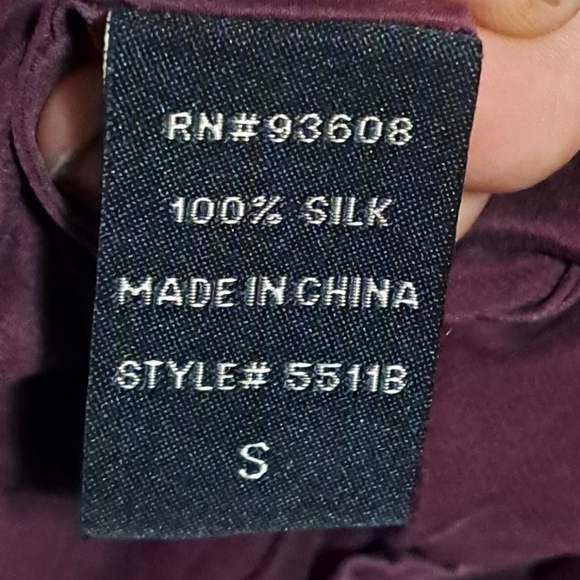 RN#93608
100% SILK
MADE IN CHINA
STYLE# 5511B
S